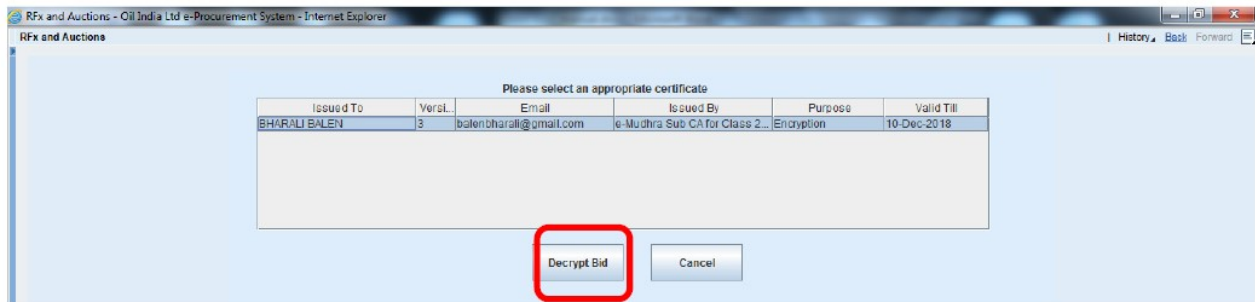 RFx and Auctions - Oil India Ltd e-Procurement System - Internet Explorer
RFx and Auctions | History Back Forward
Please select an appropriate certificate
Issued To Versi... Email Issued By Purpose Valid Till
BHARALI BALEN 3 balenbharali@gmail.com e-Mudhra Sub CA for Class 2... Encryption 10-Dec-2018
Decrypt Bid Cancel